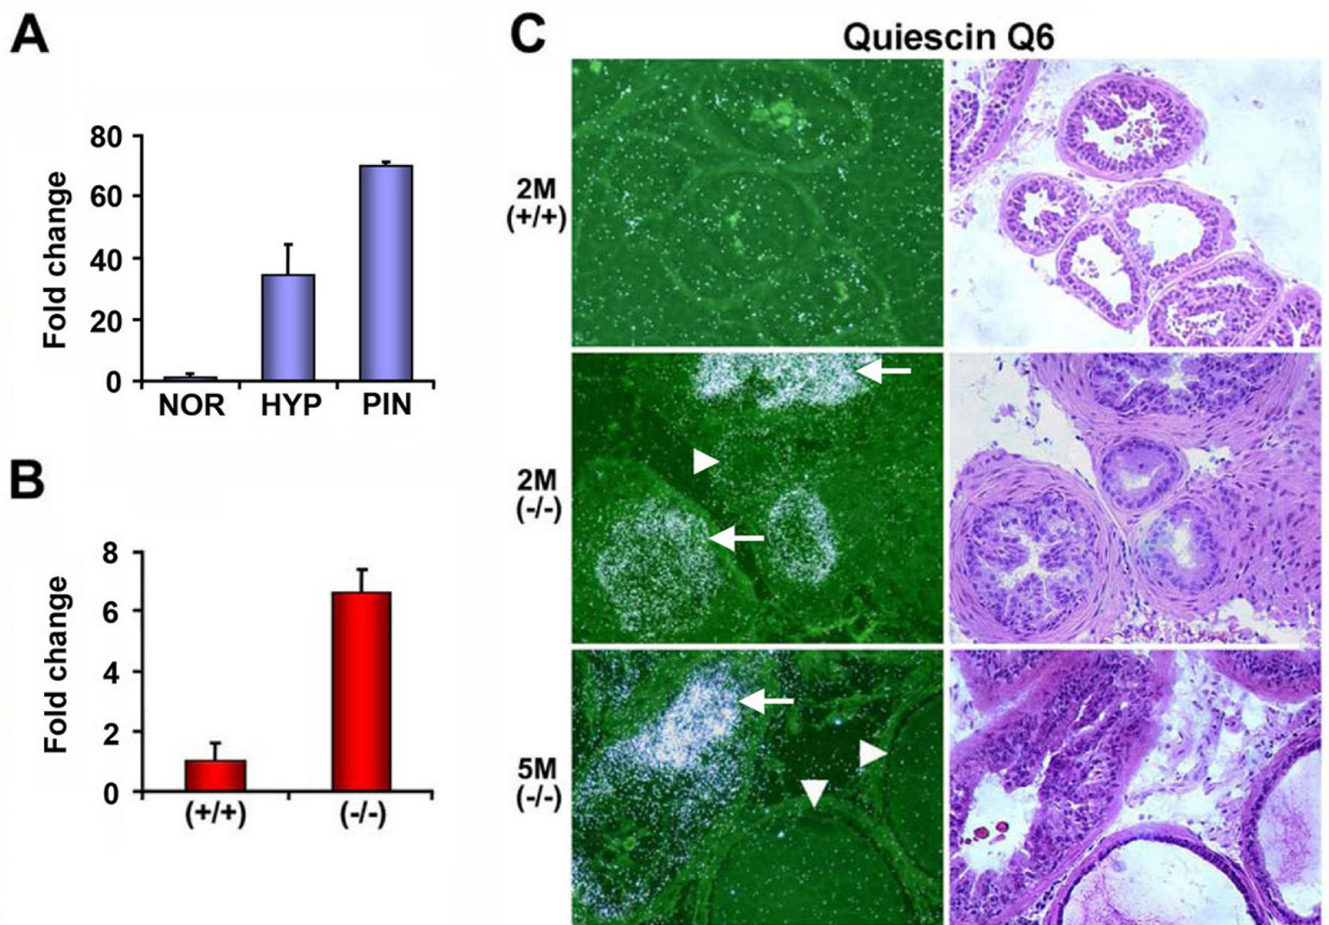 A
Fold change
80
60
40
20
0
NOR HYP PIN
B
Fold change
8
6
4
2
0
(+/+) (-/-)
C
Quiescin Q6
2M
(+/+)
2M
(-/-)
5M
(-/-)